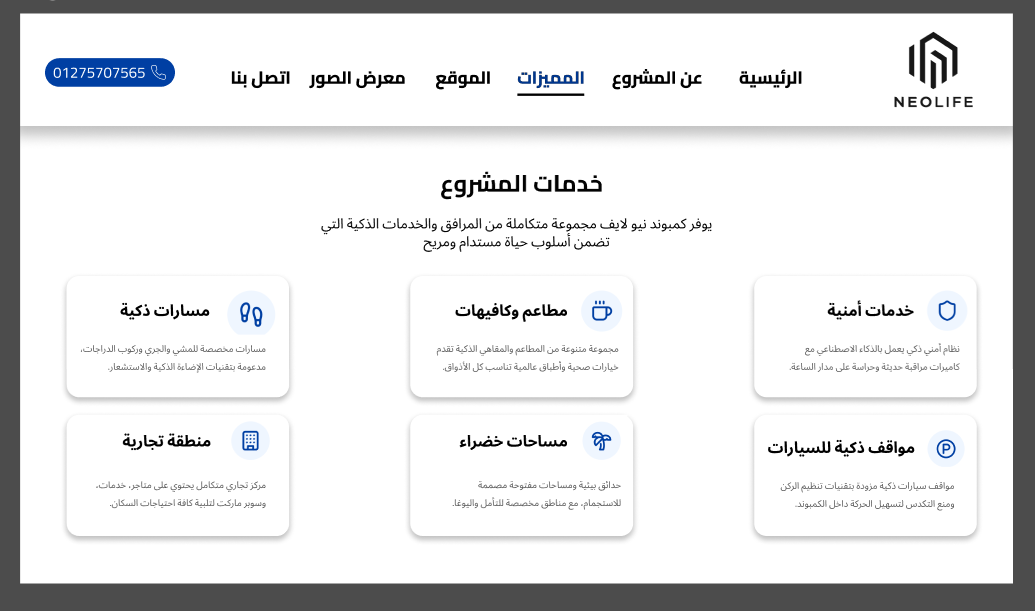 NEOLIFE
الرئيسية
عن المشروع
المميزات
الموقع
معرض الصور
اتصل بنا
01275707565
خدمات المشروع
يوفر كمبوند نيو لايف مجموعة متكاملة من المرافق والخدمات الذكية التي
تضمن أسلوب حياة مستدام ومريح
خدمات أمنية
نظام أمني ذكي يعمل بالذكاء الاصطناعي مع
كاميرات مراقبة حديثة وحراسة على مدار الساعة.
مطاعم وكافيهات
مجموعة متنوعة من المطاعم والمقاهي الذكية تقدم
خيارات صحية وأطباق عالمية تناسب كل الأذواق.
مسارات ذكية
مسارات مخصصة للمشي والجري وركوب الدراجات،
مدعومة بتقنيات الإضاءة الذكية والاستشعار.
مواقف ذكية للسيارات
مواقف سيارات ذكية مزودة بتقنيات تنظيم الركن
ومنع التكدس لتسهيل الحركة داخل الكمبوند.
مساحات خضراء
حدائق بيئية ومساحات مفتوحة مصممة
للاستجمام، مع مناطق مخصصة للتأمل واليوغا.
منطقة تجارية
مركز تجاري متكامل يحتوي على متاجر، خدمات،
وسوبر ماركت لتلبية كافة احتياجات السكان.